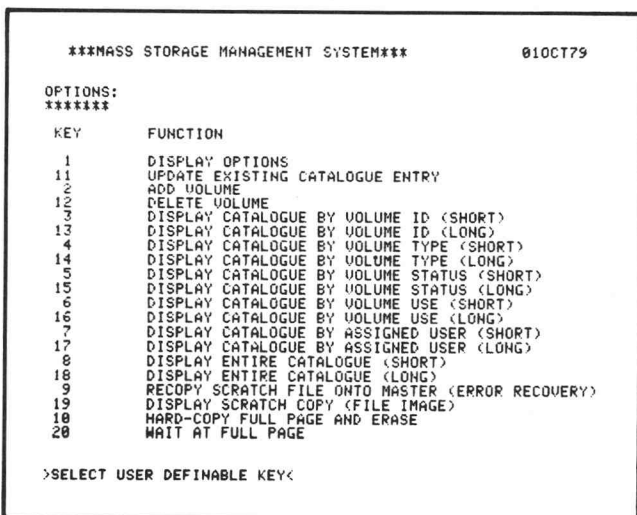 ***MASS STORAGE MANAGEMENT SYSTEM*** 01OCT79
OPTIONS:
*******
KEY FUNCTION
1 DISPLAY OPTIONS
11 UPDATE EXISTING CATALOGUE ENTRY
2 ADD VOLUME
12 DELETE VOLUME
3 DISPLAY CATALOGUE BY VOLUME ID (SHORT)
13 DISPLAY CATALOGUE BY VOLUME ID (LONG)
4 DISPLAY CATALOGUE BY VOLUME TYPE (SHORT)
14 DISPLAY CATALOGUE BY VOLUME TYPE (LONG)
5 DISPLAY CATALOGUE BY VOLUME STATUS (SHORT)
15 DISPLAY CATALOGUE BY VOLUME STATUS (LONG)
6 DISPLAY CATALOGUE BY VOLUME USE (SHORT)
16 DISPLAY CATALOGUE BY VOLUME USE (LONG)
7 DISPLAY CATALOGUE BY ASSIGNED USER (SHORT)
17 DISPLAY CATALOGUE BY ASSIGNED USER (LONG)
8 DISPLAY ENTIRE CATALOGUE (SHORT)
18 DISPLAY ENTIRE CATALOGUE (LONG)
9 RECOPY SCRATCH FILE ONTO MASTER (ERROR RECOVERY)
19 DISPLAY SCRATCH COPY (FILE IMAGE)
10 HARD-COPY FULL PAGE AND ERASE
20 WAIT AT FULL PAGE
>SELECT USER DEFINABLE KEY<